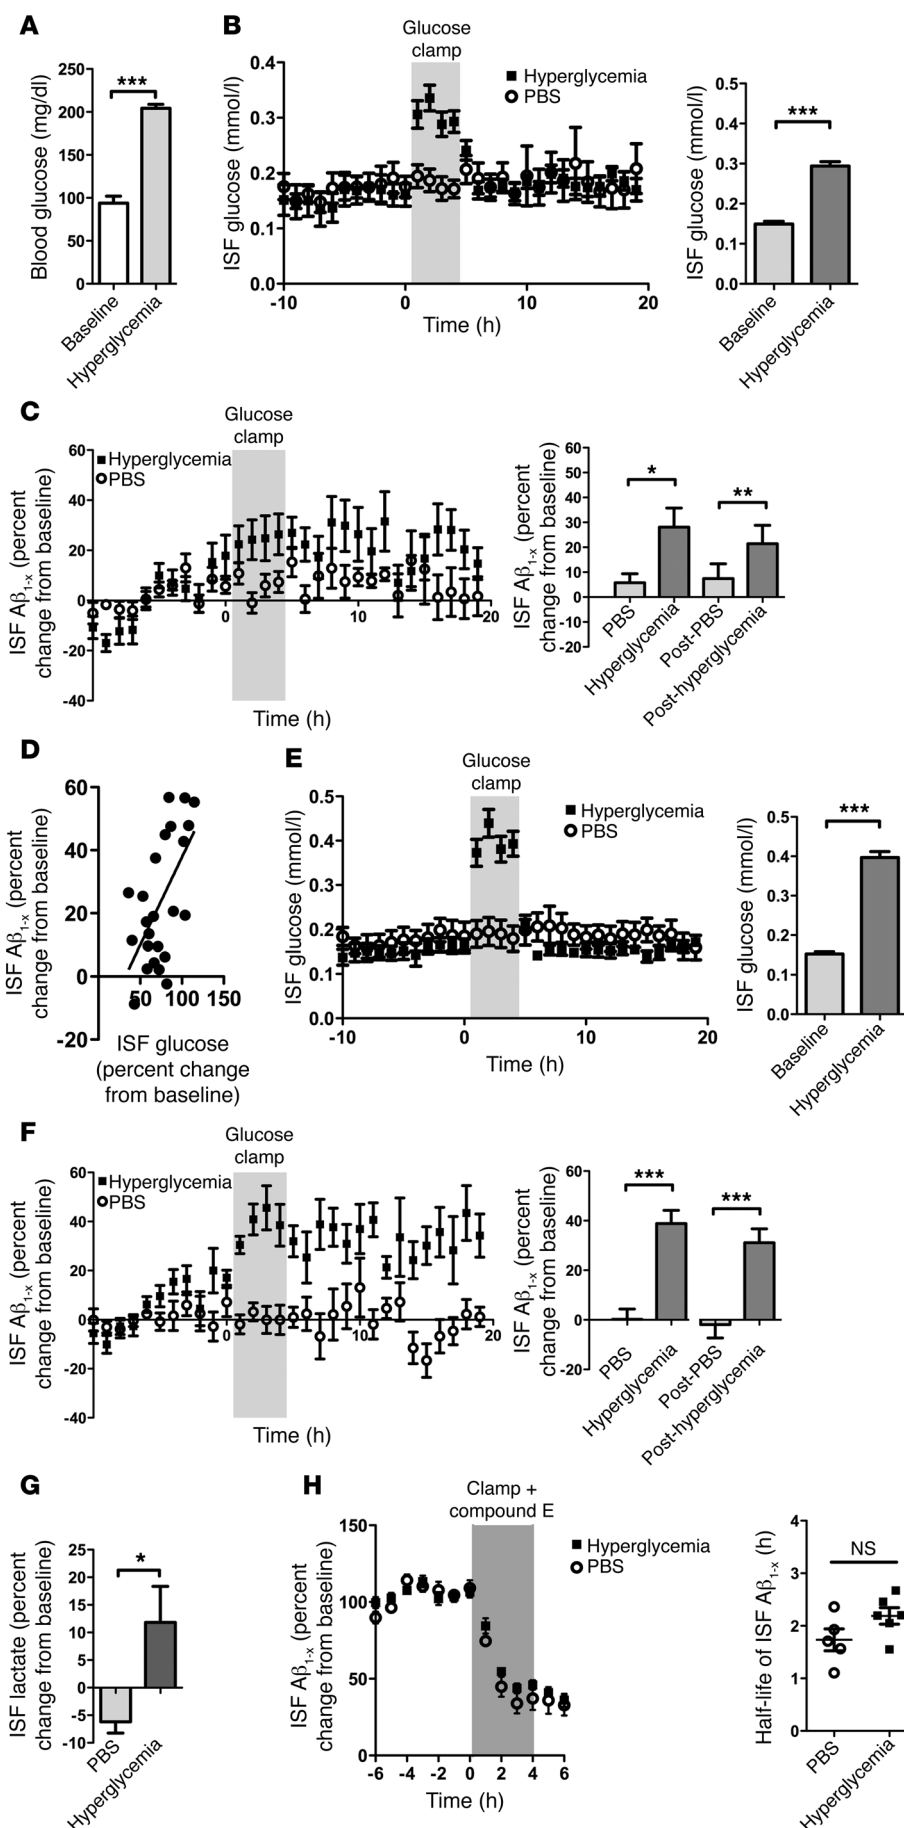 A
Blood glucose (mg/dl)
250
200
150
100
50
0
***
Baseline
Hyperglycemia
B
Glucose
clamp
ISF glucose (mmol/l)
0.4
0.3
0.2
0.1
0.0
-10
0
10
20
Time (h)
Hyperglycemia
PBS
ISF glucose (mmol/l)
0.5
0.4
0.3
0.2
0.1
0.0
***
Baseline
Hyperglycemia
C
Glucose
clamp
ISF Aβ1-x (percent
change from baseline)
60
40
20
0
-20
-40
Hyperglycemia
PBS
0
10
20
Time (h)
ISF Aβ1-x (percent
change from baseline)
60
50
40
30
20
10
0
-10
-20
*
**
PBS
Hyperglycemia
Post-PBS
Post-hyperglycemia
D
ISF Aβ1-x (percent
change from baseline)
60
40
20
0
-20
50
100
150
ISF glucose
(percent change
from baseline)
E
Glucose
clamp
ISF glucose (mmol/l)
0.5
0.4
0.3
0.2
0.1
0.0
-10
0
10
20
Time (h)
Hyperglycemia
PBS
ISF glucose (mmol/l)
0.5
0.4
0.3
0.2
0.1
0.0
***
Baseline
Hyperglycemia
F
Glucose
clamp
ISF Aβ1-x (percent
change from baseline)
60
40
20
0
-20
-40
Hyperglycemia
PBS
0
10
20
Time (h)
ISF Aβ1-x (percent
change from baseline)
60
40
20
0
-20
***
***
PBS
Hyperglycemia
Post-PBS
Post-hyperglycemia
G
ISF lactate (percent
change from baseline)
25
20
15
10
5
0
-5
-10
*
PBS
Hyperglycemia
H
Clamp +
compound E
ISF Aβ1-x (percent
change from baseline)
150
100
50
0
-6
-4
-2
0
2
4
6
Time (h)
Hyperglycemia
PBS
Half-life of ISF Aβ1-x (h)
4
3
2
1
0
NS
PBS
Hyperglycemia